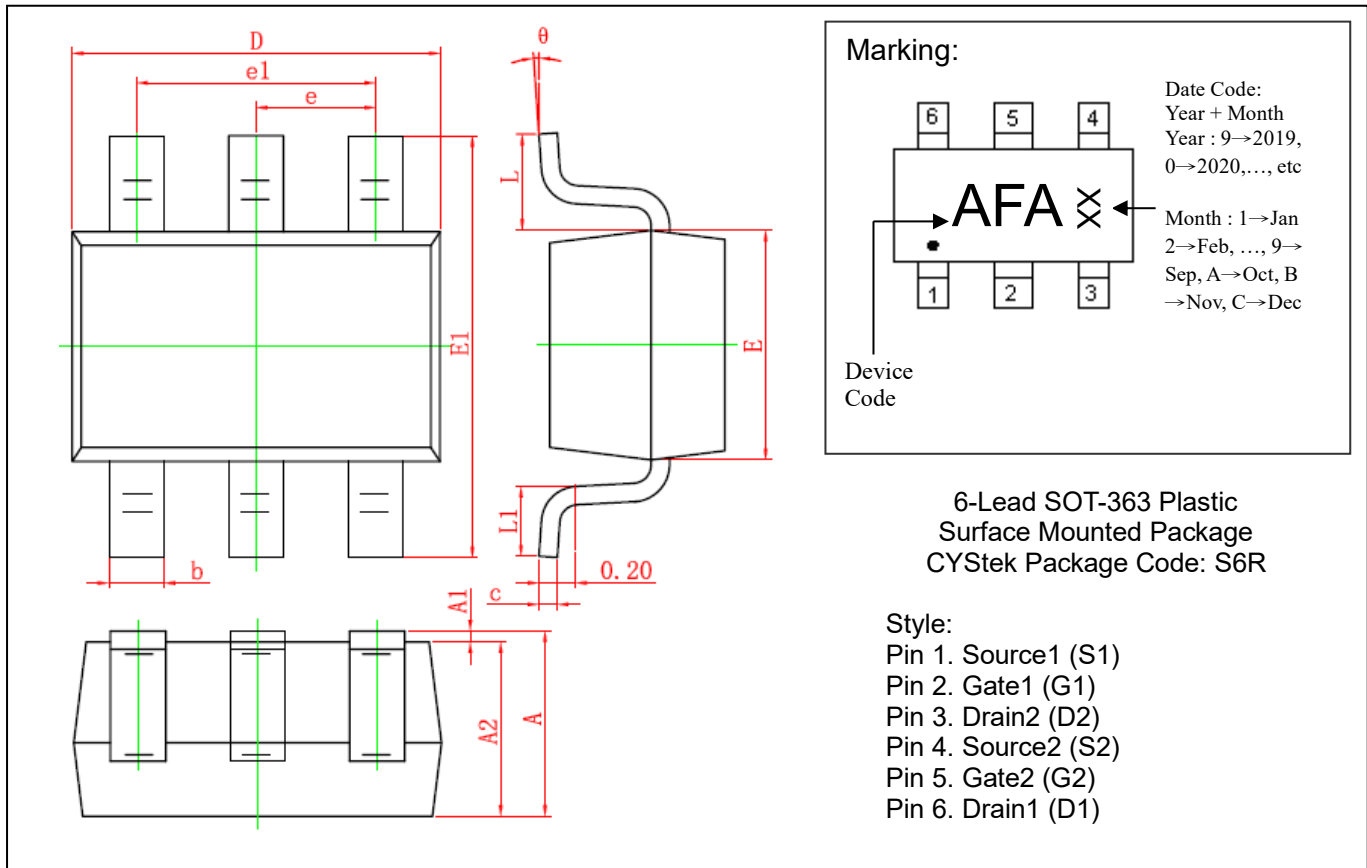 D
e1
e
E1
b
θ
L
E
L1
0.20
c
A1
A2
A
Marking:
6 5 4
AFA XX
1 2 3
Device
Code
Date Code:
Year + Month
Year : 9→2019,
0→2020,…, etc
Month : 1→Jan
2→Feb, …, 9→
Sep, A→Oct, B
→Nov, C→Dec
6-Lead SOT-363 Plastic
Surface Mounted Package
CYStek Package Code: S6R
Style:
Pin 1. Source1 (S1)
Pin 2. Gate1 (G1)
Pin 3. Drain2 (D2)
Pin 4. Source2 (S2)
Pin 5. Gate2 (G2)
Pin 6. Drain1 (D1)